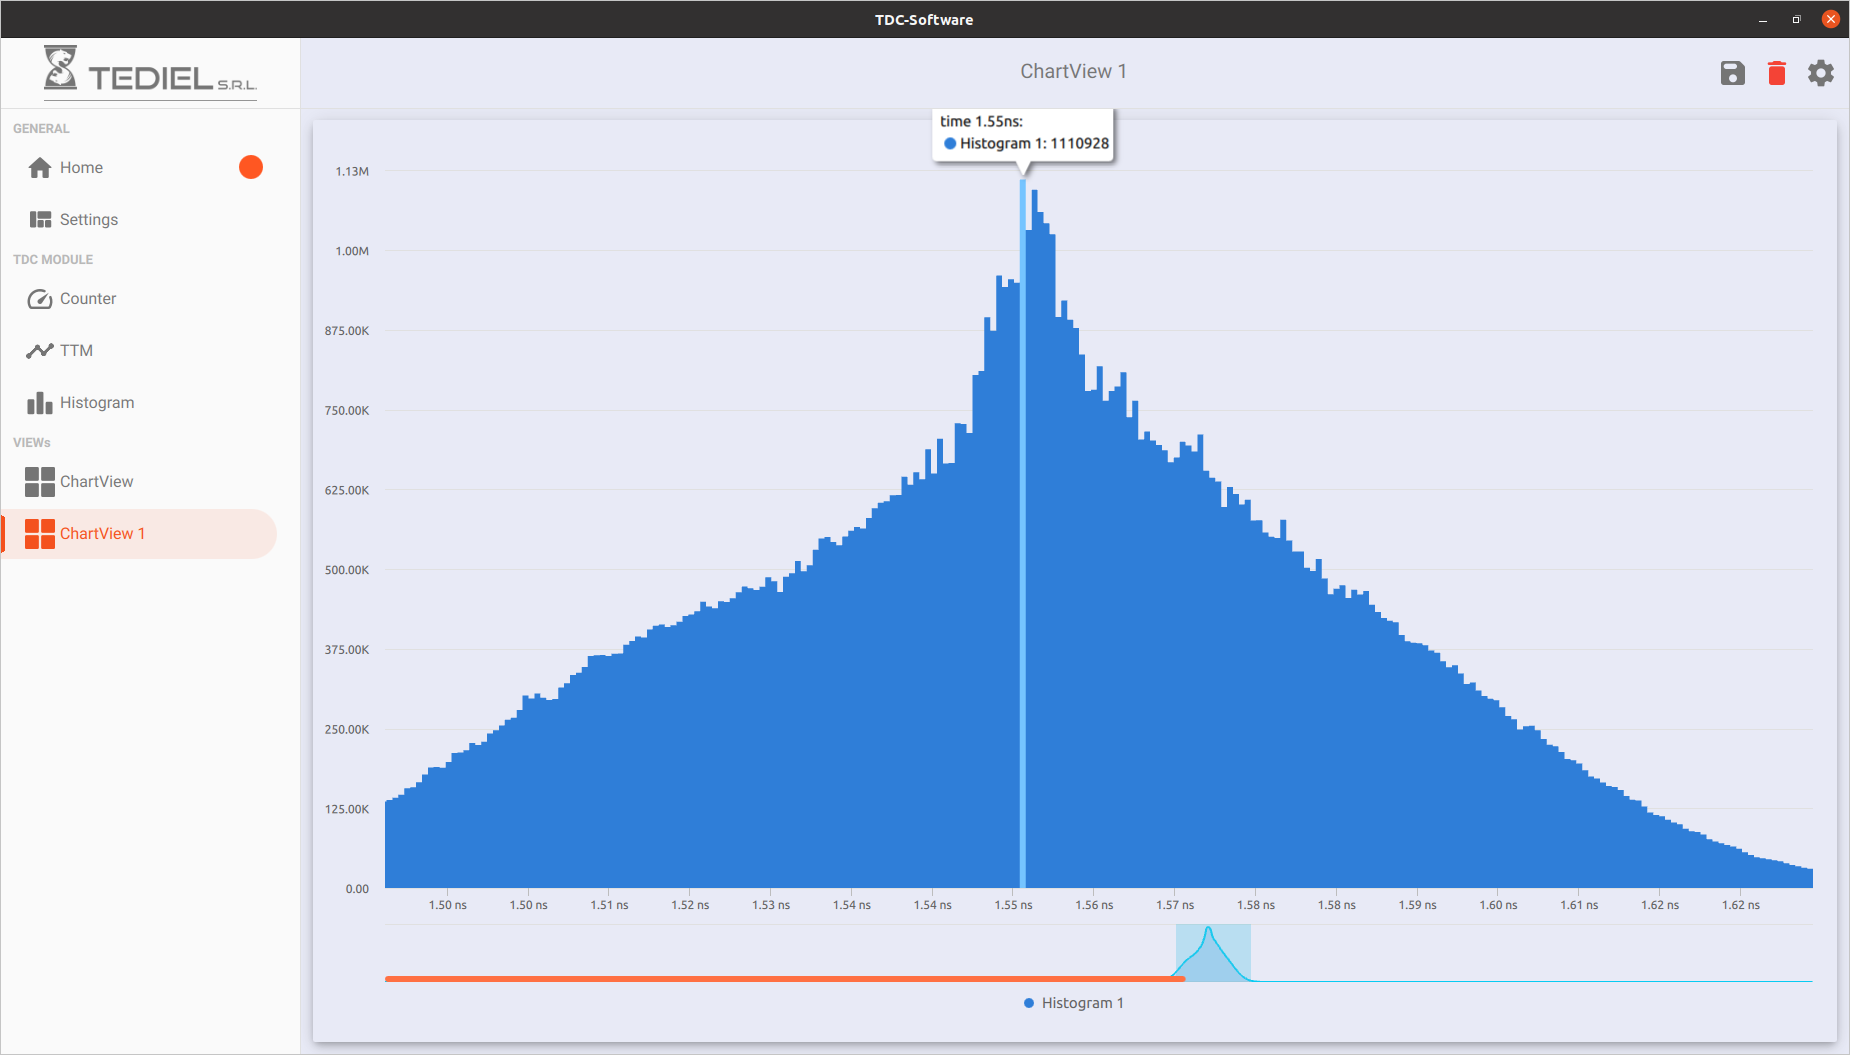 TDC-Software
TEDIEL S.R.L.
ChartView 1
GENERAL
Home
Settings
TDC MODULE
Counter
TTM
Histogram
VIEWs
ChartView
ChartView 1
time 1.55ns:
Histogram 1: 1110928
1.13M
1.00M
875.00K
750.00K
625.00K
500.00K
375.00K
250.00K
125.00K
0.00
1.50 ns 1.50 ns 1.51 ns 1.52 ns 1.53 ns 1.54 ns 1.54 ns 1.55 ns 1.56 ns 1.57 ns 1.58 ns 1.58 ns 1.59 ns 1.60 ns 1.61 ns 1.62 ns 1.62 ns
Histogram 1